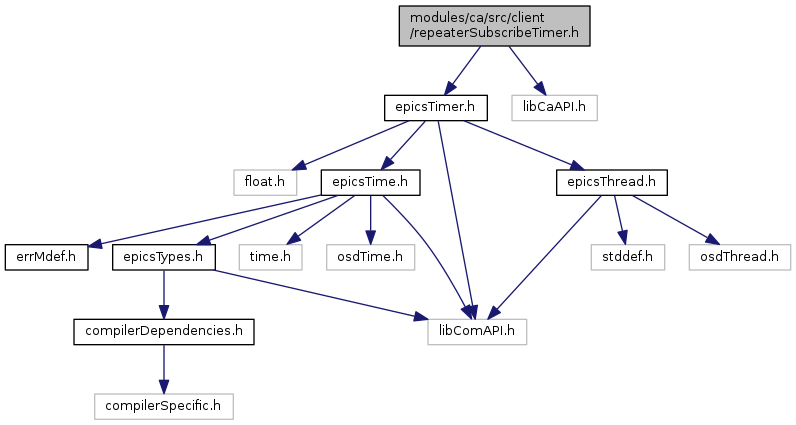 modules/ca/src/client
/repeaterSubscribeTimer.h
epicsTimer.h
libCaAPI.h
float.h
epicsTime.h
epicsThread.h
errMdef.h
epicsTypes.h
time.h
osdTime.h
stddef.h
osdThread.h
compilerDependencies.h
libComAPI.h
compilerSpecific.h